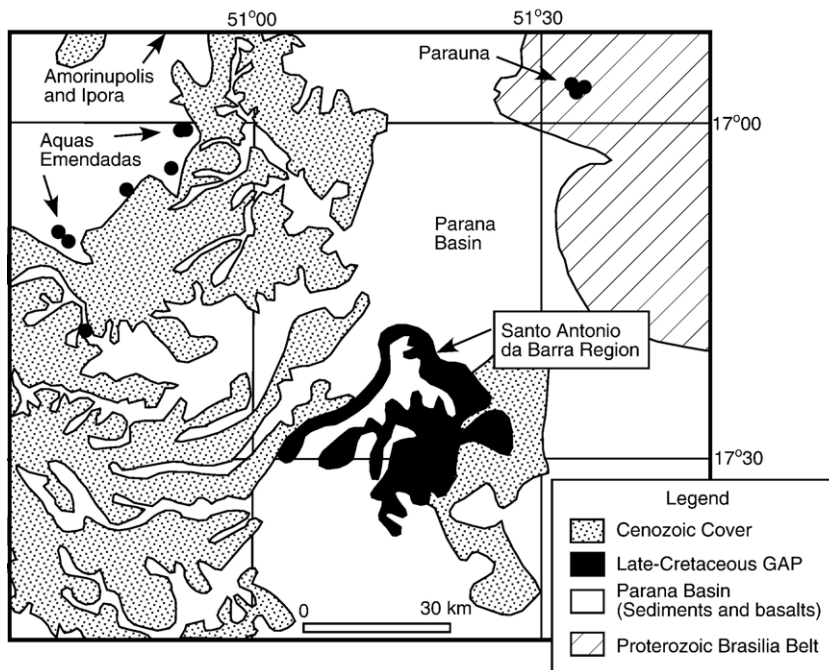 51°00
51°30
Amorinupolis
and Ipora
Parauna
17°00
Aquas
Emendadas
Parana
Basin
Santo Antonio
da Barra Region
17°30
Legend
Cenozoic Cover
Late-Cretaceous GAP
Parana Basin
(Sediments and basalts)
Proterozoic Brasilia Belt
0
30 km